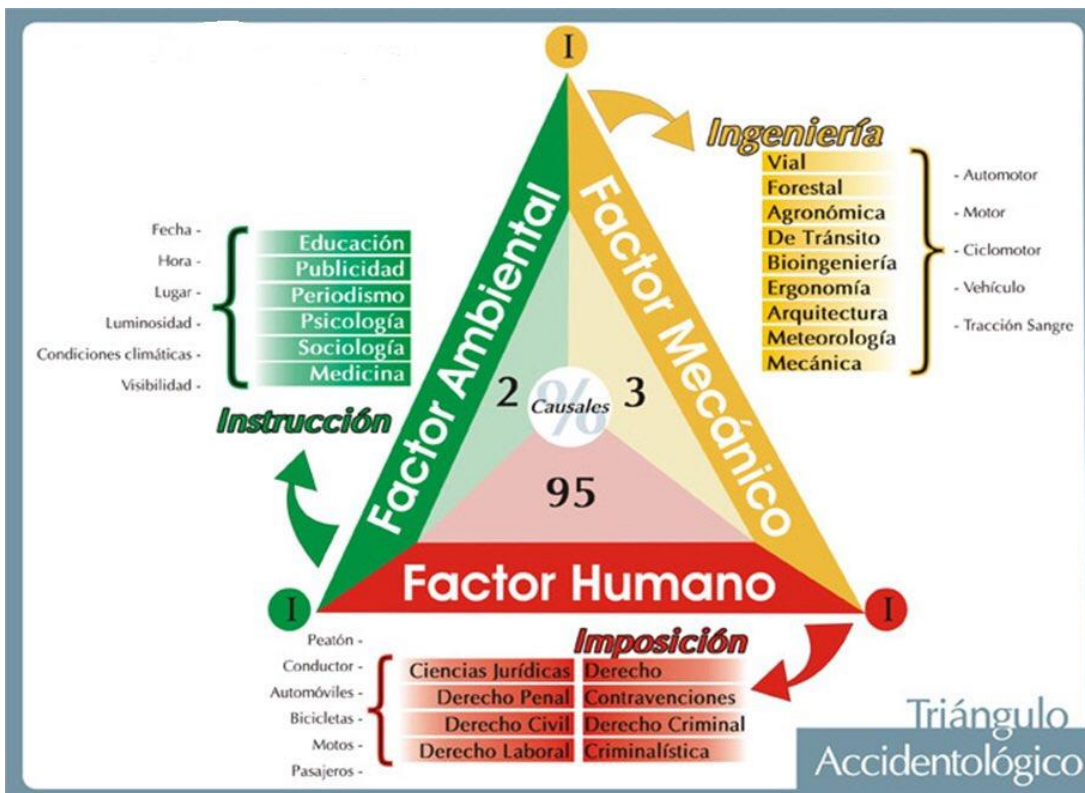 I
Ingeniería
Vial
Forestal
Agronómica
De Tránsito
Bioingeniería
Ergonomía
Arquitectura
Meteorología
Mecánica
- Automotor
- Motor
- Ciclomotor
- Vehículo
- Tracción Sangre
Factor Mecánico
Factor Ambiental
Fecha -
Hora -
Lugar -
Luminosidad -
Condiciones climáticas -
Visibilidad -
Educación
Publicidad
Periodismo
Psicología
Sociología
Medicina
Instrucción
2
%
Causales
3
95
Factor Humano
I
I
Imposición
Peatón -
Conductor -
Automóviles -
Bicicletas -
Motos -
Pasajeros -
Ciencias Jurídicas Derecho
Derecho Penal Contravenciones
Derecho Civil Derecho Criminal
Derecho Laboral Criminalística
Triángulo
Accidentológico